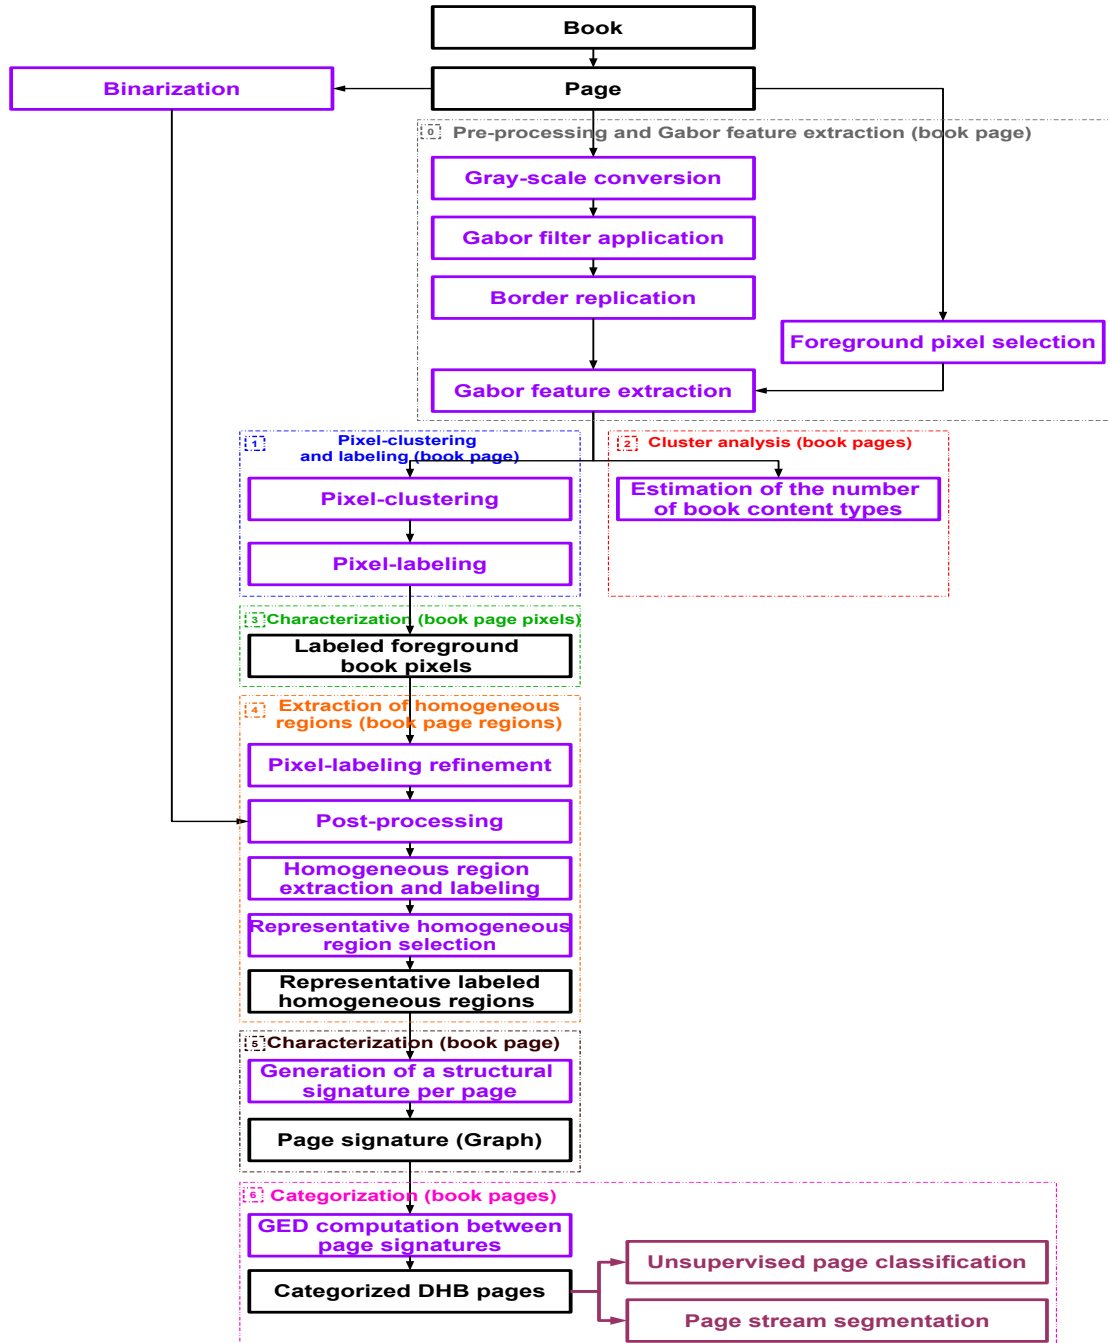 Book
Binarization
Page
0 Pre-processing and Gabor feature extraction (book page)
Gray-scale conversion
Gabor filter application
Border replication
Foreground pixel selection
Gabor feature extraction
1 Pixel-clustering
and labeling (book page)
2 Cluster analysis (book pages)
Pixel-clustering
Estimation of the number
of book content types
Pixel-labeling
3 Characterization (book page pixels)
Labeled foreground
book pixels
4 Extraction of homogeneous
regions (book page regions)
Pixel-labeling refinement
Post-processing
Homogeneous region
extraction and labeling
Representative homogeneous
region selection
Representative labeled
homogeneous regions
5 Characterization (book page)
Generation of a structural
signature per page
Page signature (Graph)
6 Categorization (book pages)
GED computation between
page signatures
Unsupervised page classification
Categorized DHB pages
Page stream segmentation